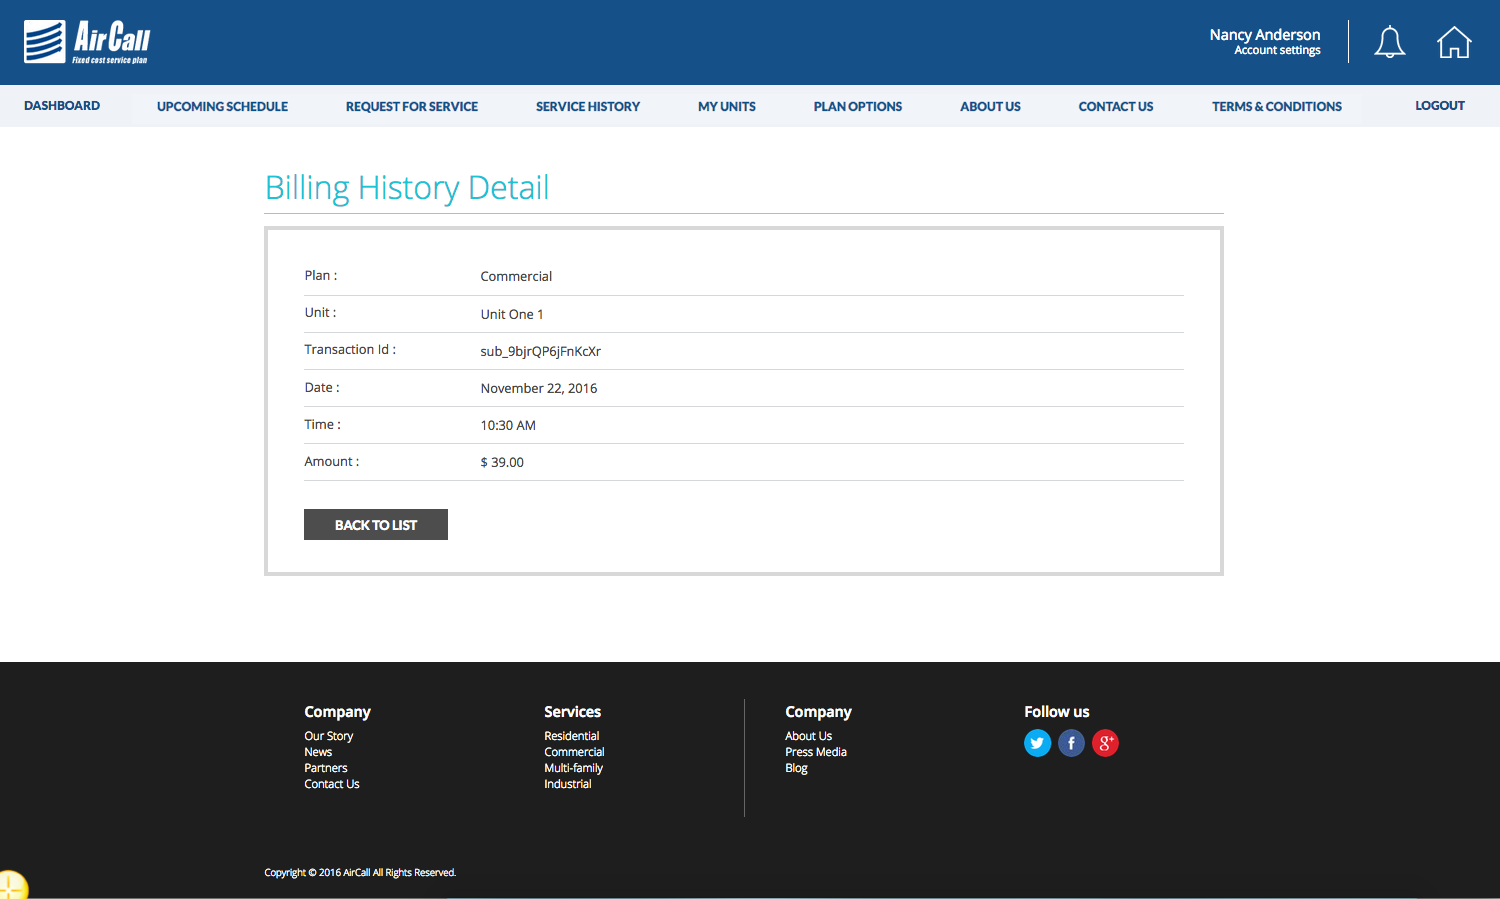 AirCall
Fixed cost service plan
Nancy Anderson
Account settings
DASHBOARD UPCOMING SCHEDULE REQUEST FOR SERVICE SERVICE HISTORY MY UNITS PLAN OPTIONS ABOUT US CONTACT US TERMS & CONDITIONS LOGOUT
Billing History Detail
Plan : Commercial
Unit : Unit One 1
Transaction Id : sub_9bjrQP6jFnKcXr
Date : November 22, 2016
Time : 10:30 AM
Amount : $ 39.00
BACK TO LIST
Company
Our Story
News
Partners
Contact Us
Services
Residential
Commercial
Multi-family
Industrial
Company
About Us
Press Media
Blog
Follow us
Copyright © 2016 AirCall All Rights Reserved.